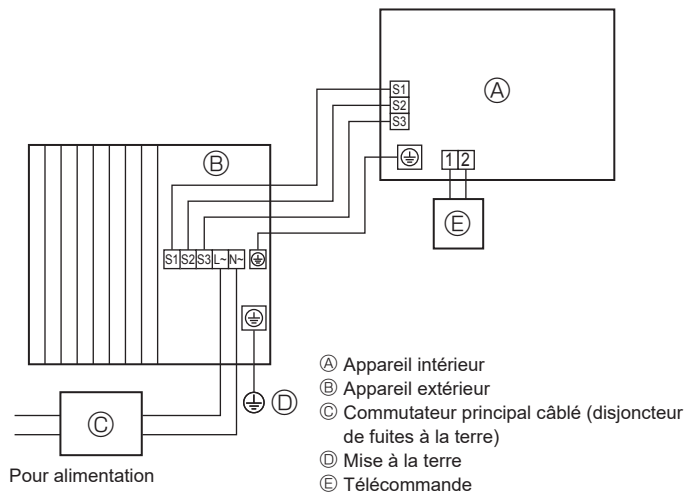 S1
S2
S3
Ⓐ
1 2
Ⓔ
Ⓑ
S1 S2 S3 L~ N~
Ⓓ
Ⓒ
Pour alimentation
Ⓐ Appareil intérieur
Ⓑ Appareil extérieur
Ⓒ Commutateur principal câblé (disjoncteur
de fuites à la terre)
Ⓓ Mise à la terre
Ⓔ Télécommande